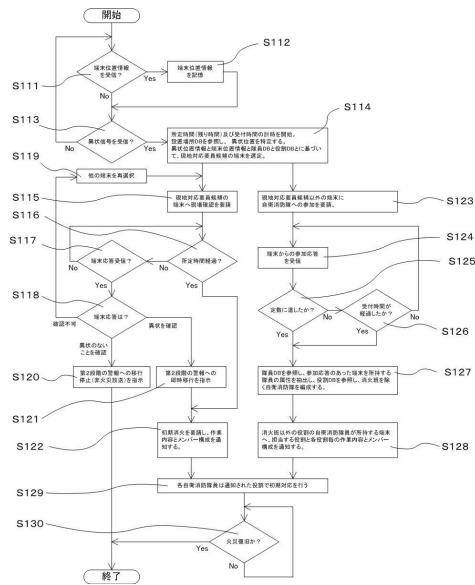 開始
S111
端末位置情報
を受信？
Yes
No
S112
端末位置情報
を記憶
S113
異状信号を受信？
No
Yes
S114
所定時間(残り時間)及び受付時間の計時を開始。
設置場所DBを参照し、異状位置を特定する。
異状位置情報と端末位置情報と隊員DBと役割DBとに基づい
て、現地対応要員候補の端末を選定。
S119
他の端末を再選択
S115
現地対応要員候補の
端末へ現場確認を要請
S123
現地対応要員候補以外の端末に
自衛消防隊への参加を要請。
S116
所定時間経過？
No
Yes
S117
端末応答受信？
No
Yes
S124
端末からの参加応答
を受信
S125
定数に達したか？
No
Yes
S126
受付時間が
経過したか？
No
Yes
S118
端末応答は？
確認不可
異状を確認
異状のない
ことを確認
S120
第2段階の警報への移行
停止(非火災放送)を指示
S121
第2段階の警報への
即時移行を指示
S127
隊員DBを参照し、参加応答のあった端末を所持する
隊員の属性を抽出し、役割DBを参照し、消火班を除く
自衛消防隊を編成する。
S122
初期消火を要請し、作業
内容とメンバー構成を通
知する。
S128
消火班以外の役割の自衛消防隊員が所持する端末
へ、担当する役割と各役割毎の作業内容とメンバー
構成を通知する。
S129
各自衛消防隊員は通知された役割で初期対応を行う
S130
火災復旧か？
Yes
No
終了